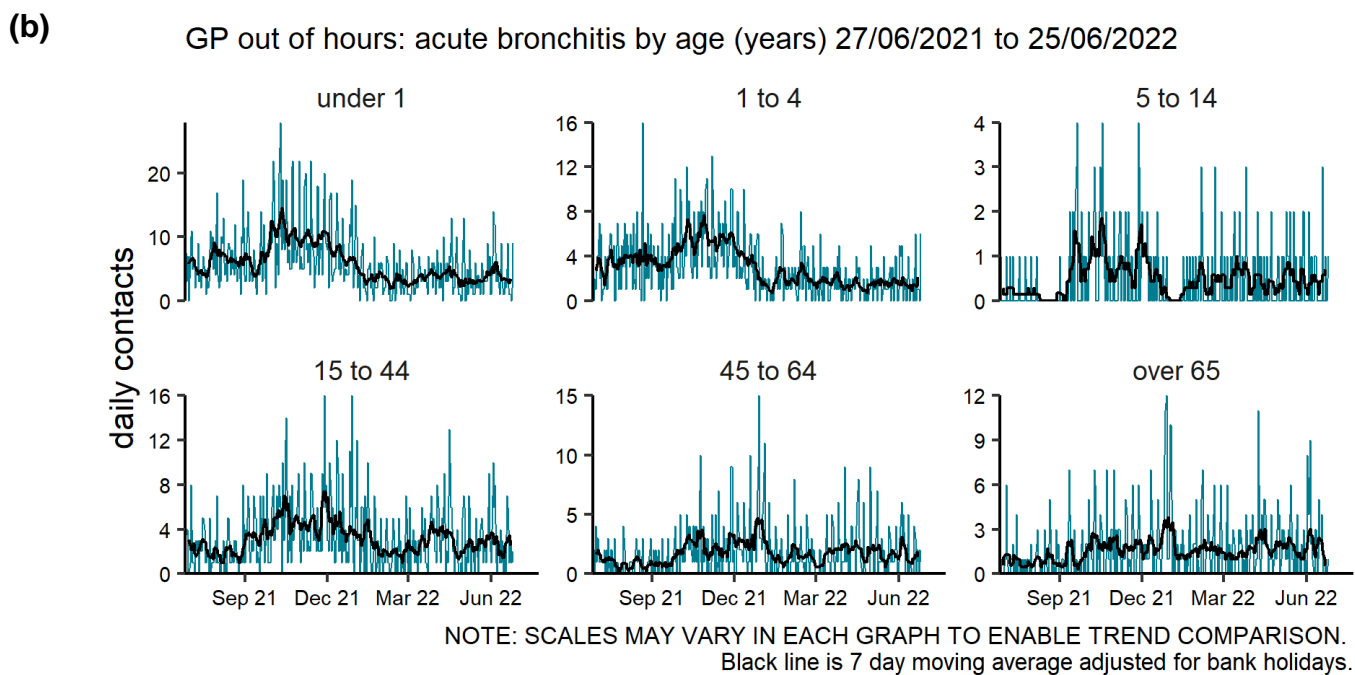 (b)
GP out of hours: acute bronchitis by age (years) 27/06/2021 to 25/06/2022
daily contacts
under 1
20
10
0
1 to 4
16
12
8
4
0
5 to 14
4
3
2
1
0
15 to 44
16
12
8
4
0
Sep 21 Dec 21 Mar 22 Jun 22
45 to 64
15
10
5
0
Sep 21 Dec 21 Mar 22 Jun 22
over 65
12
9
6
3
0
Sep 21 Dec 21 Mar 22 Jun 22
NOTE: SCALES MAY VARY IN EACH GRAPH TO ENABLE TREND COMPARISON.
Black line is 7 day moving average adjusted for bank holidays.